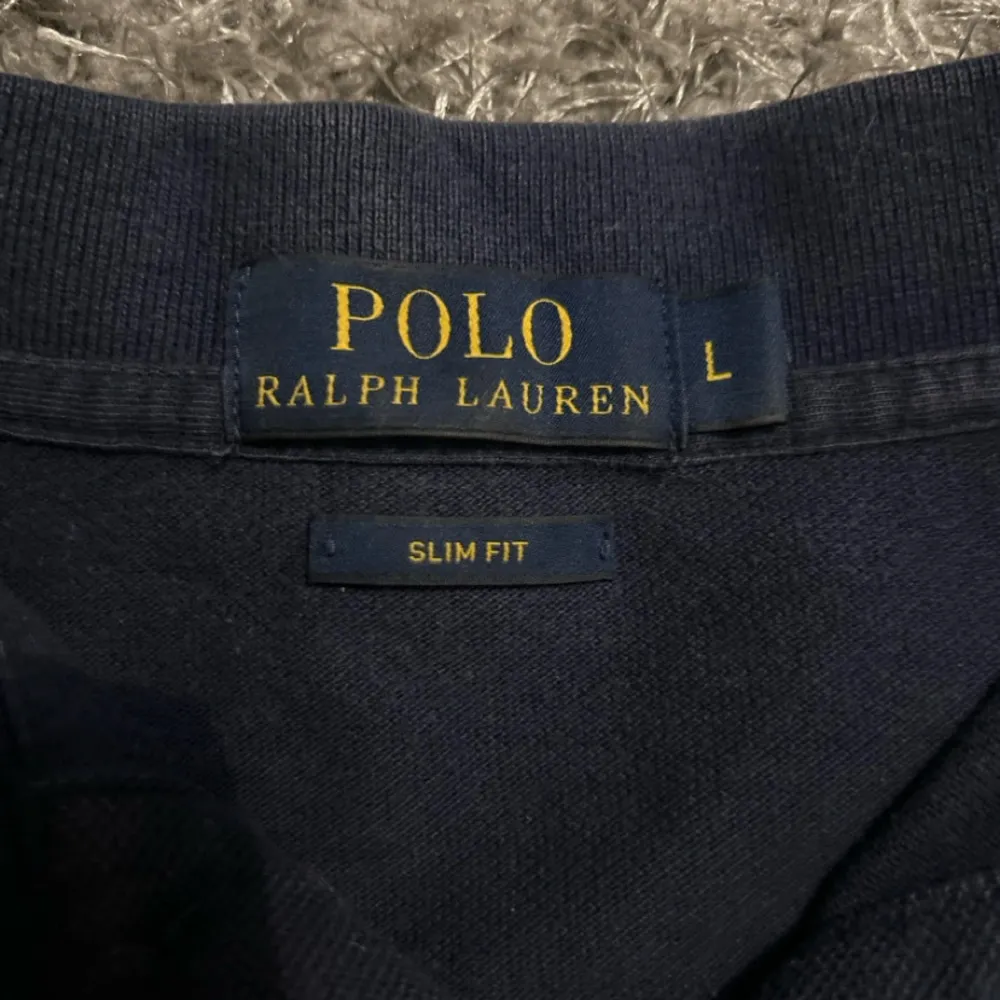 POLO
RALPH LAUREN
L
SLIM FIT